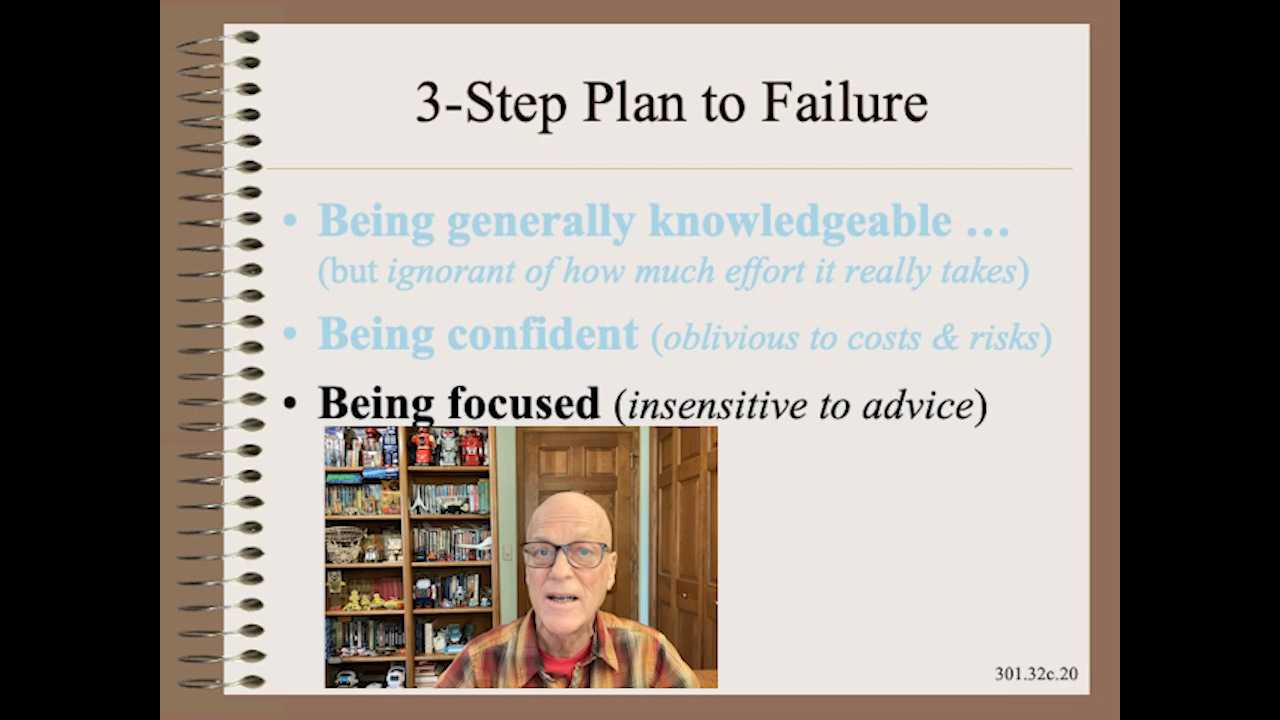 3-Step Plan to Failure
• Being generally knowledgeable …
(but ignorant of how much effort it really takes)
• Being confident (oblivious to costs & risks)
• Being focused (insensitive to advice)
301.32c.20